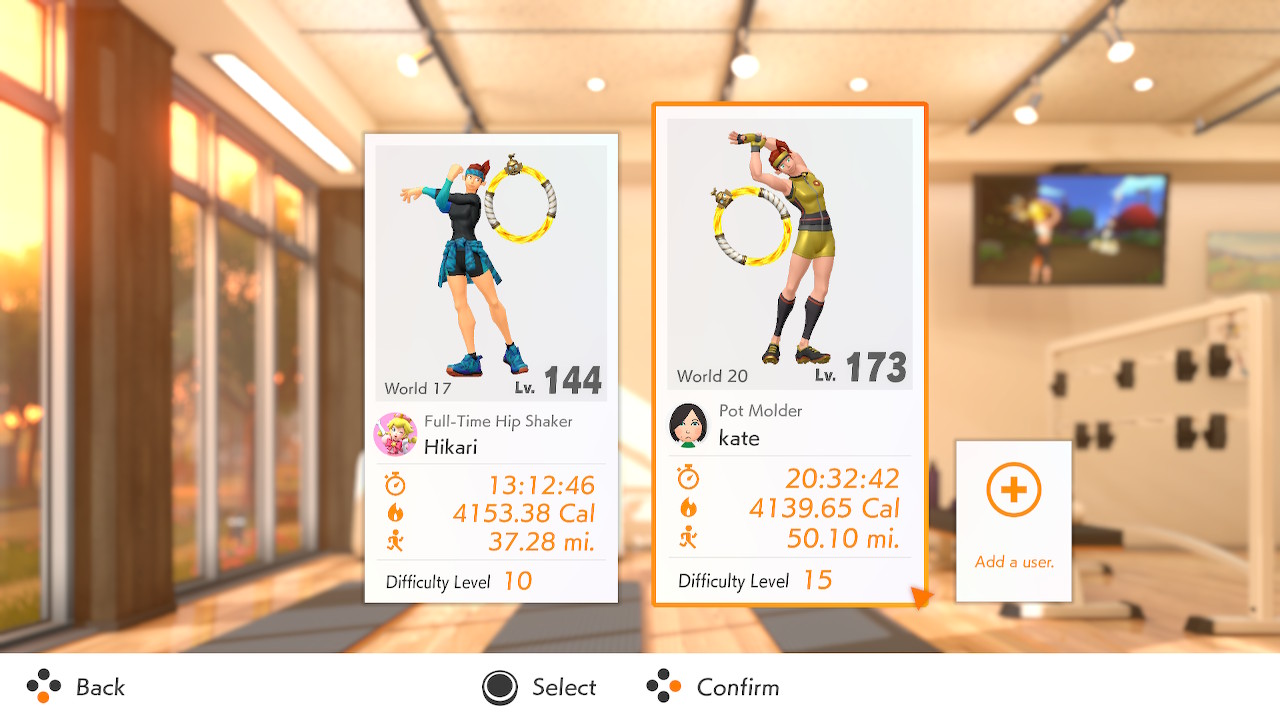 World 17
Lv. 144
Full-Time Hip Shaker
Hikari
13:12:46
4153.38 Cal
37.28 mi.
Difficulty Level 10
World 20
Lv. 173
Pot Molder
kate
20:32:42
4139.65 Cal
50.10 mi.
Difficulty Level 15
Add a user.
Back
Select
Confirm